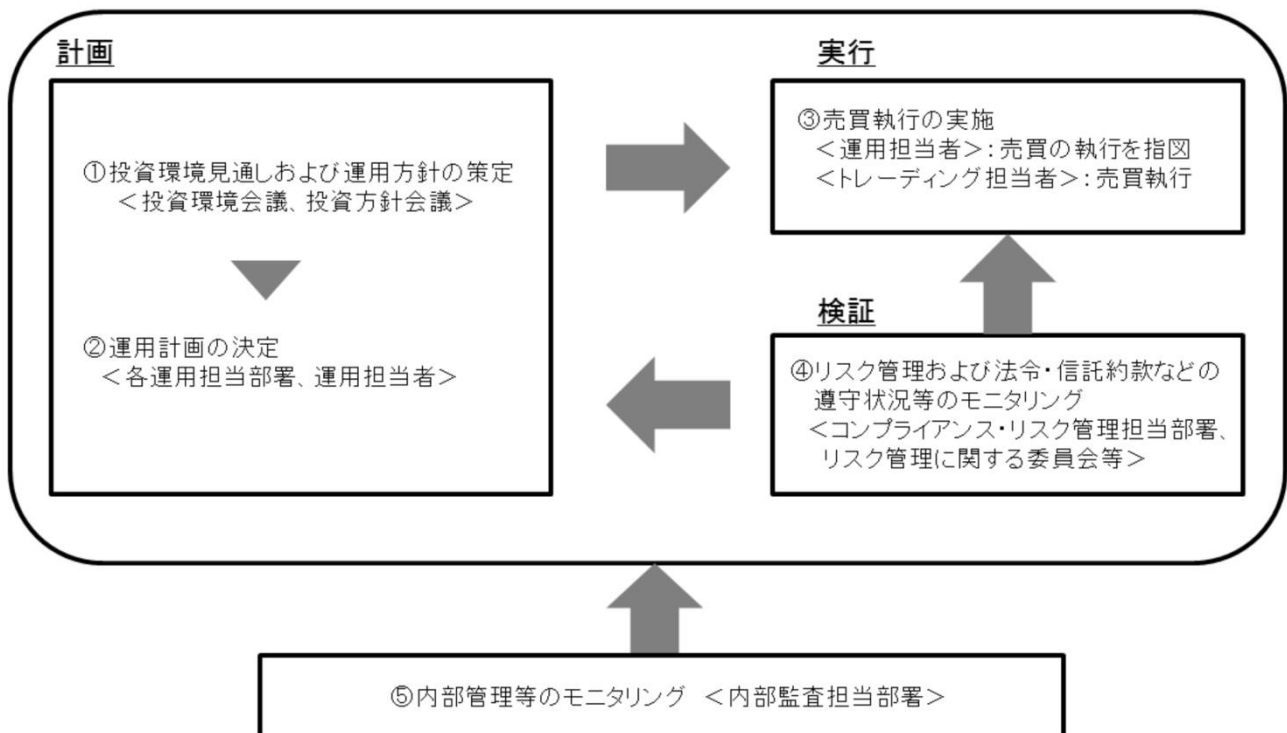 計画
①投資環境見通しおよび運用方針の策定
＜投資環境会議、投資方針会議＞
②運用計画の決定
＜各運用担当部署、運用担当者＞
実行
③売買執行の実施
＜運用担当者＞：売買の執行を指図
＜トレーディング担当者＞：売買執行
検証
④リスク管理および法令・信託約款などの
遵守状況等のモニタリング
＜コンプライアンス・リスク管理担当部署、
リスク管理に関する委員会等＞
⑤内部管理等のモニタリング ＜内部監査担当部署＞